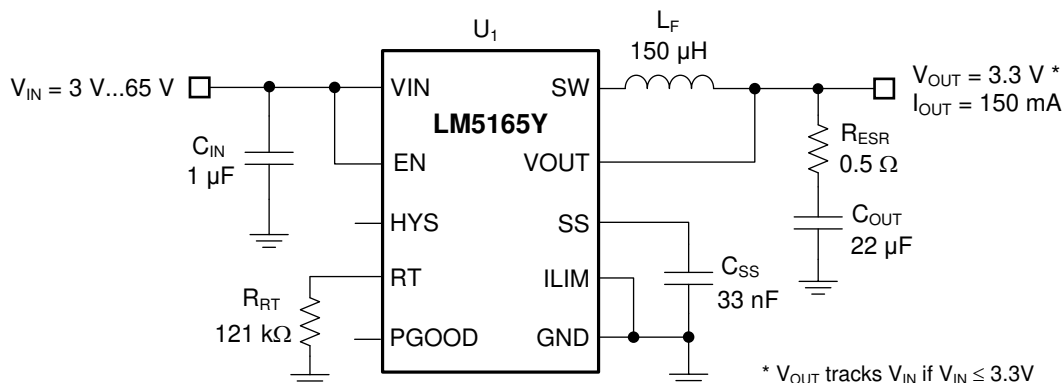 U1
LM5165Y
VIN
EN
HYS
RT
PGOOD
SW
VOUT
SS
ILIM
GND
VIN = 3 V...65 V
CIN
1 µF
RRT
121 kΩ
LF
150 µH
VOUT = 3.3 V *
IOUT = 150 mA
RESR
0.5 Ω
COUT
22 µF
CSS
33 nF
* VOUT tracks VIN if VIN ≤ 3.3V